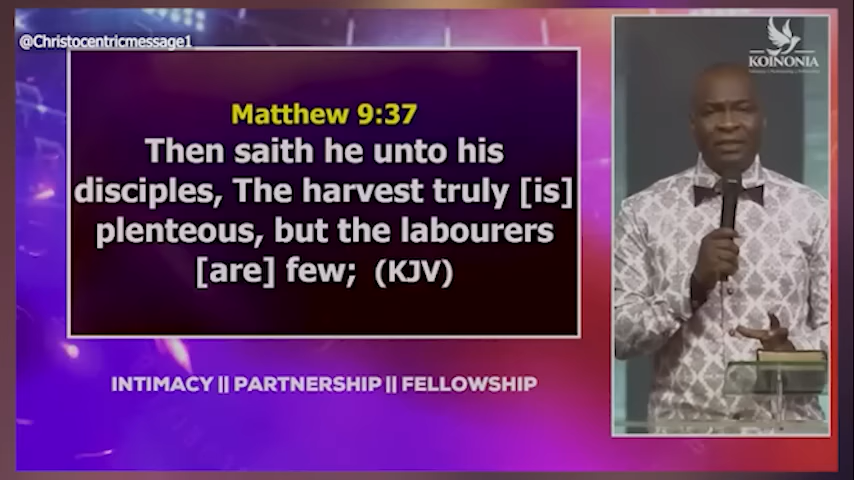 @Christocentricmessage1
KOINONIA
Matthew 9:37
Then saith he unto his
disciples, The harvest truly [is]
plenteous, but the labourers
[are] few; (KJV)
INTIMACY || PARTNERSHIP || FELLOWSHIP